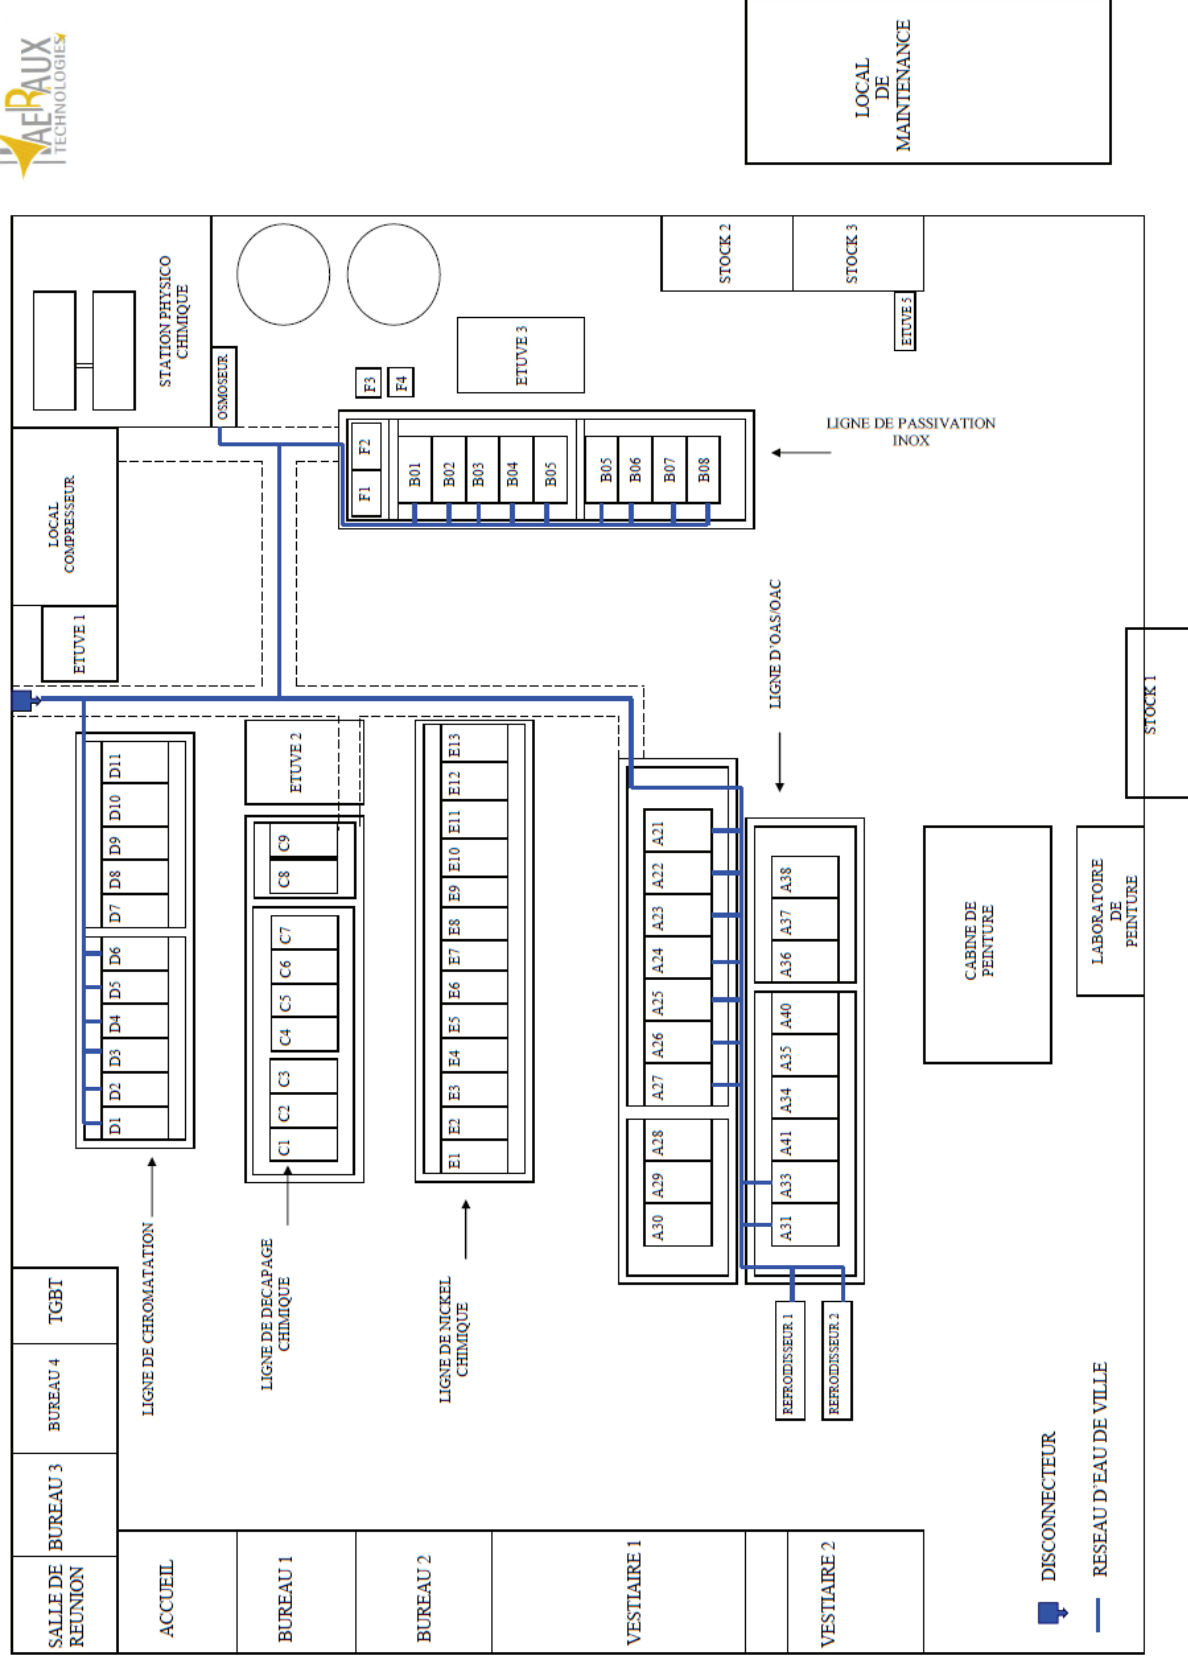 AERAUX
TECHNOLOGIES
LOCAL
DE
MAINTENANCE
STATION PHYSICO
CHIMIQUE
OSMOSEUR
LOCAL
COMPRESSEUR
ETUVE 1
F3
F4
ETUVE 3
STOCK 2
STOCK 3
ETUVE 5
F1
F2
B01
B02
B03
B04
B05
B05
B06
B07
B08
LIGNE DE PASSIVATION
INOX
D1
D2
D3
D4
D5
D6
D7
D8
D9
D10
D11
LIGNE DE CHROMATATION
ETUVE 2
C1
C2
C3
C4
C5
C6
C7
C8
C9
LIGNE DE DECAPAGE
CHIMIQUE
E1
E2
E3
E4
E5
E6
E7
E8
E9
E10
E11
E12
E13
LIGNE DE NICKEL
CHIMIQUE
A30
A29
A28
A27
A26
A25
A24
A23
A22
A21
LIGNE D'OAS/OAC
A31
A33
A41
A34
A35
A40
A36
A37
A38
REFROIDISSEUR 1
REFROIDISSEUR 2
CABINE DE
PEINTURE
LABORATOIRE
DE
PEINTURE
STOCK 1
TGBT
BUREAU 4
BUREAU 3
SALLE DE
REUNION
ACCUEIL
BUREAU 1
BUREAU 2
VESTIAIRE 1
VESTIAIRE 2
DISCONNECTEUR
RESEAU D'EAU DE VILLE